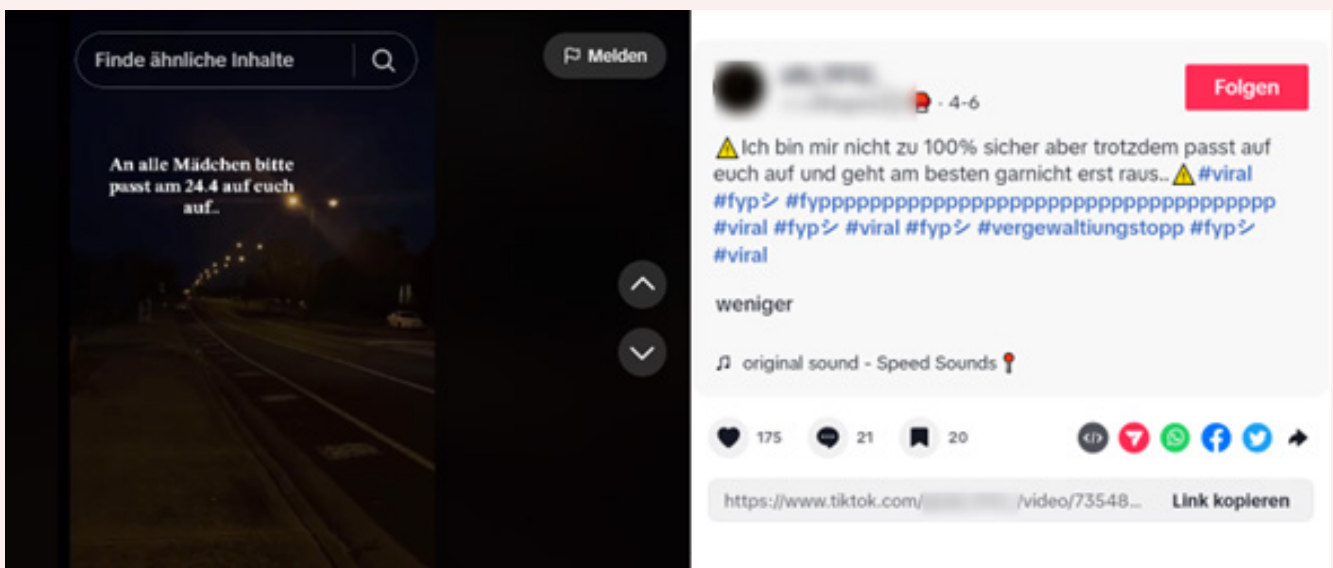 Finde ähnliche Inhalte
Melden
An alle Mädchen bitte
passt am 24.4 auf euch
auf..
· 4-6
Folgen
⚠️Ich bin mir nicht zu 100% sicher aber trotzdem passt auf
euch auf und geht am besten garnicht erst raus..⚠️ #viral
#fypシ #fypppppppppppppppppppppppppppppppppppp
#viral #fypシ #viral #fypシ #vergewaltiungstopp #fypシ
#viral
weniger
♫ original sound - Speed Sounds📍
175
21
20
https://www.tiktok.com/ /video/73548...
Link kopieren